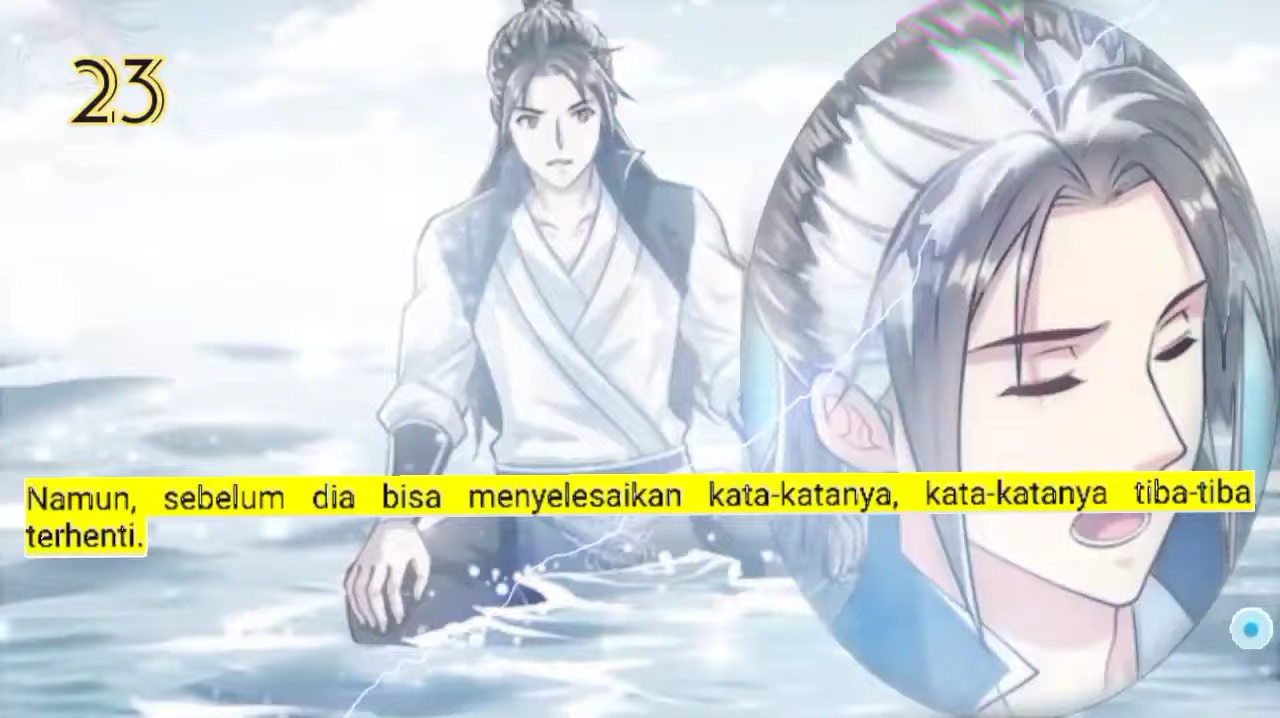 23
Namun, sebelum dia bisa menyelesaikan kata-katanya, kata-katanya tiba-tiba
terhenti.